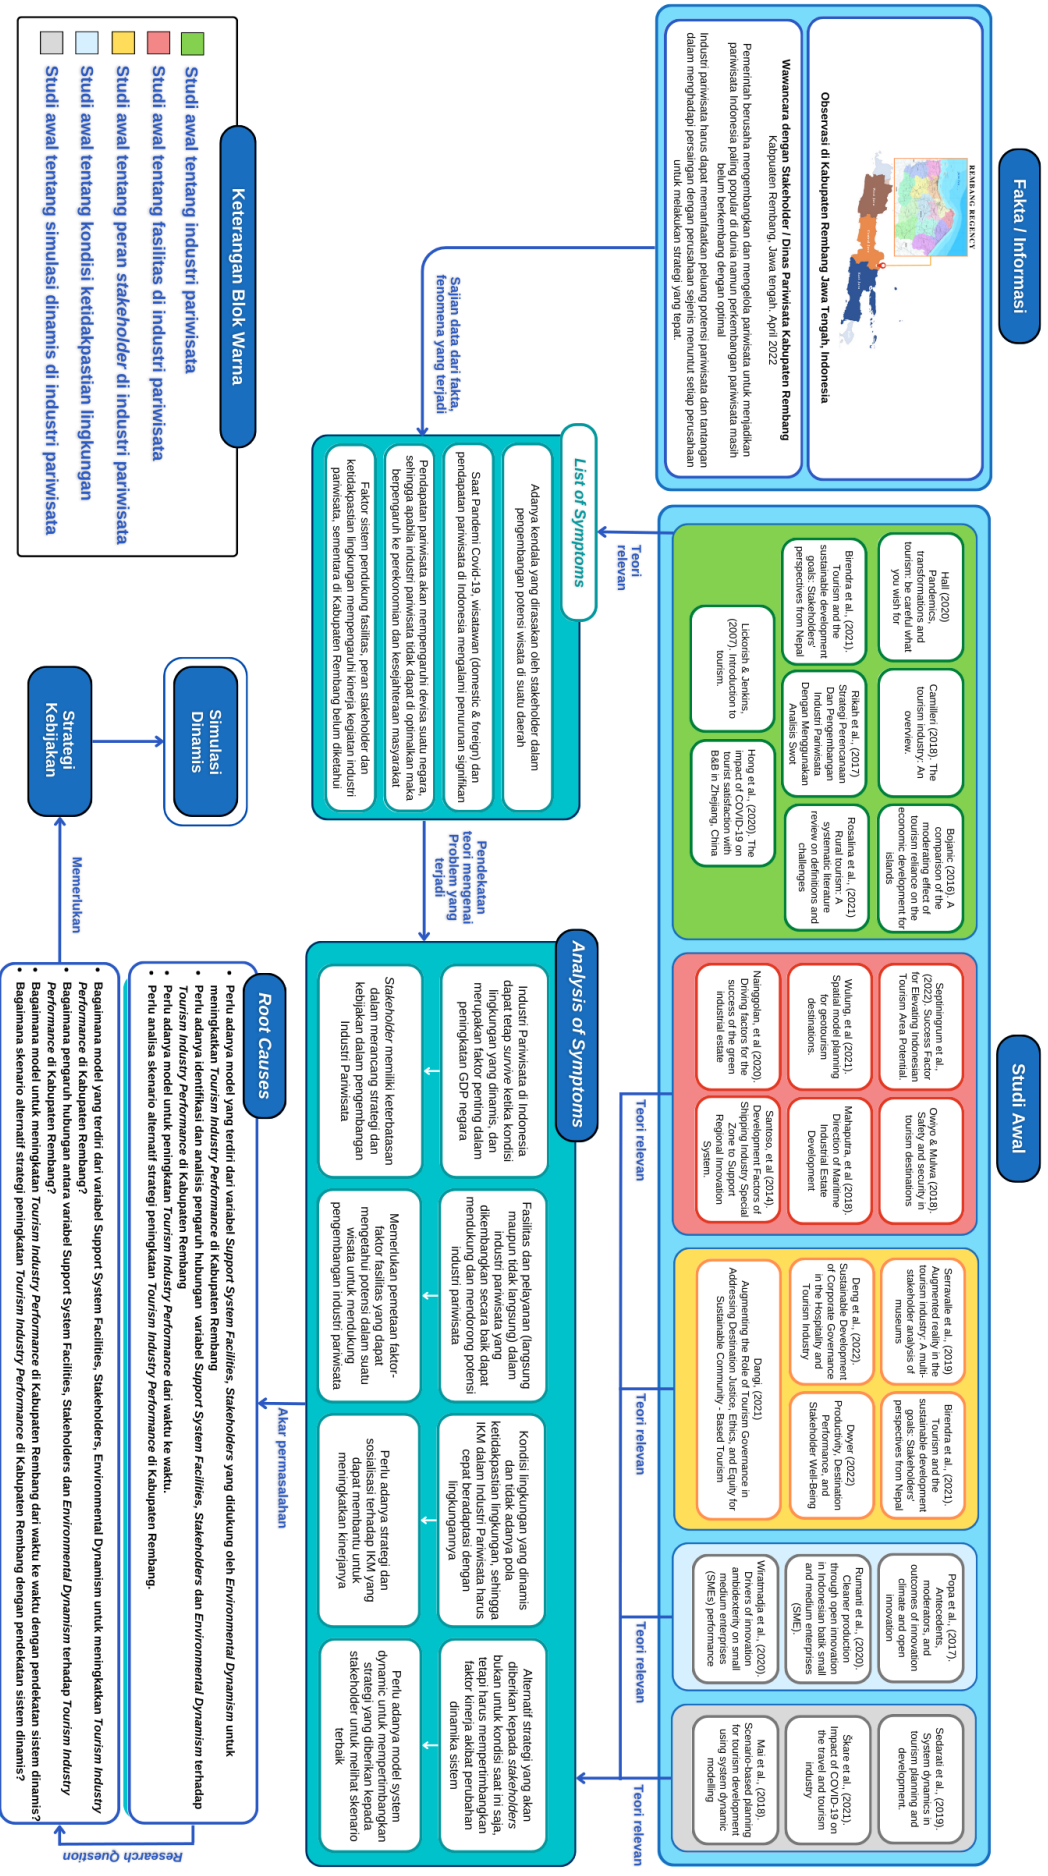 Fakta / Informasi
REMBANG REGENCY
Observasi di Kabupaten Rembang Jawa Tengah, Indonesia
Wawancara dengan Stakeholder / Dinas Pariwisata Kabupaten Rembang
Kabpuaten Rembang, Jawa tengah. April 2022
Pemerintah berusaha mengembangkan dan mengelola pariwisata untuk menjadikan
pariwisata Indonesia paling popular di dunia namun perkembangan pariwisata masih
belum berkembang dengan optimal
Industri pariwisata harus dapat memanfaatkan peluang potensi pariwisata dan tantangan
dalam menghadapi persaingan dengan perusahaan sejenis menuntut setiap perusahaan
untuk melakukan strategi yang tepat.
Studi Awal
Hall (2020)
Pandemics,
transformations and
tourism: be careful what
you wish for
Camilleri (2018). The
tourism industry: An
overview.
Bojanic (2016). A
comparison of the
moderating effect of
tourism reliance on the
economic development for
islands
Birendra et al., (2021).
Tourism and the
sustainable development
goals: Stakeholders'
perspectives from Nepal
Rikah et al., (2017)
Strategi Perencanaan
Dan Pengembangan
Industri Pariwisata
Dengan Menggunakan
Analisis Swot
Rosalina et al., (2021)
Rural tourism: A
systematic literature
review on definitions and
challenges
Lickorish & Jenkins,
(2007). Introduction to
tourism.
Hong et al., (2020). The
impact of COVID-19 on
tourist satisfaction with
B&B in Zhejiang, China
Septiningrum et al.,
(2022). Success Factor
for Elevating Indonesian
Tourism Area Potential.
Owiyo & Mulwa (2018).
Safety and security in
tourism destinations
Wulung, et al (2021).
Spatial model planning
for geotourism
destinations.
Mahaputra, et al (2018).
Direction of Maritime
Industrial Estate
Development
Nainggolan, et al (2020).
Driving factors for the
success of the green
industrial estate
Santoso, et al (2014).
Development Factors of
Shipping Industry Special
Zone to Support
Regional Innovation
System.
Serravalle et al., (2019)
Augmented reality in the
tourism industry: A multi-
stakeholder analysis of
museums
Birendra et al., (2021).
Tourism and the
sustainable development
goals: Stakeholders'
perspectives from Nepal
Deng et al., (2022).
Sustainable Development
of Corporate Governance
in the Hospitality and
Tourism Industry
Dwyer (2022)
Productivity, Destination
Performance, and
Stakeholder Well-Being
Dangi, (2021)
Augmenting the Role of Tourism Governance in
Addressing Destination Justice, Ethics, and Equity for
Sustainable Community - Based Tourism
Popa et al., (2017).
Antecedents,
moderators, and
outcomes of innovation
climate and open
innovation
Rumanti et al., (2020).
Cleaner production
through open innovation
in Indonesian batik small
and medium enterprises
(SME).
Wiratmadja et al., (2020).
Drivers of innovation
ambidexterity on small
medium enterprises
(SMEs) performance
Sedarati et al., (2019).
System dynamics in
tourism planning and
development.
Škare et al., (2021).
Impact of COVID-19 on
the travel and tourism
industry
Mai et al., (2018).
Scenario-based planning
for tourism development
using system dynamic
modelling
Sajian data dari fakta,
fenomena yang terjadi
Teori
relevan
Teori relevan
Teori relevan
Teori relevan
Teori relevan
List of Symptoms
Adanya kendala yang dirasakan oleh stakeholder dalam
pengembangan potensi wisata di suatu daerah
Saat Pandemi Covid-19, wisatawan (domestic & foreign) dan
pendapatan pariwisata di Indonesia mengalami penurunan signifikan
Pendapatan pariwisata akan mempengaruhi devisa suatu negara,
sehingga apabila industri pariwisata tidak dapat di optimalkan maka
berpengaruh ke perekonomian dan kesejahteraan masyarakat
Faktor sistem pendukung fasilitas, peran stakeholder dan
ketidakpastian lingkungan mempengaruhi kinerja kegiatan industri
pariwisata, sementara di Kabupaten Rembang belum diketahui
Pendekatan
teori mengenai
Problem yang
terjadi
Analysis of Symptoms
Industri Pariwisata di Indonesia
dapat tetap survive ketika kondisi
lingkungan yang dinamis, dan
merupakan faktor penting dalam
peningkatan GDP negara
Fasilitas dan pelayanan (langsung
maupun tidak langsung) dalam
industri pariwisata yang
dikembangkan secara baik dapat
mendukung dan mendorong potensi
industri pariwisata
Kondisi lingkungan yang dinamis
dan tidak adanya pola
ketidakpastian lingkungan, sehingga
IKM dalam Industri Pariwisata harus
cepat beradaptasi dengan
lingkungannya
Alternatif strategi yang akan
diberikan kepada stakeholders
bukan untuk kondisi saat ini saja,
tetapi harus mempertimbangkan
faktor kinerja akibat perubahan
dinamika sistem
Stakeholder memiliki keterbatasan
dalam merancang strategi dan
kebijakan dalam pengembangan
Industri Pariwisata
Memerlukan pemetaan faktor-
faktor fasilitas yang dapat
mengetahui potensi dalam suatu
wisata untuk mendukung
pengembangan industri pariwisata
Perlu adanya strategi dan
sosialisasi terhadap IKM yang
dapat membantu untuk
meningkatkan kinerjanya
Perlu adanya model system
dynamic untuk mempertimbangkan
strategi yang diberikan kepada
stakeholder untuk melihat skenario
terbaik
Akar permasalahan
Root Causes
• Perlu adanya model yang terdiri dari variabel Support System Facilities, Stakeholders yang didukung oleh Environmental Dynamism untuk
meningkatkan Tourism Industry Performance di Kabupaten Rembang
• Perlu adanya identifikasi dan analisis pengaruh hubungan variabel Support System Facilities, Stakeholders dan Environmental Dynamism terhadap
Tourism Industry Performance di Kabupaten Rembang
• Perlu adanya model untuk peningkatan Tourism Industry Performance dari waktu ke waktu.
• Perlu analisa skenario alternatif strategi peningkatan Tourism Industry Performance di Kabupaten Rembang.
Research Question
• Bagaimana model yang terdiri dari variabel Support System Facilities, Stakeholders, Environmental Dynamism untuk meningkatkan Tourism Industry
Performance di Kabupaten Rembang?
• Bagaimana pengaruh hubungan antara variabel Support System Facilities, Stakeholders dan Environmental Dynamism terhadap Tourism Industry
Performance di Kabupaten Rembang?
• Bagaimana model untuk meningkatkan Tourism Industry Performance di Kabupaten Rembang dari waktu ke waktu dengan pendekatan sistem dinamis?
• Bagaimana skenario alternatif strategi peningkatan Tourism Industry Performance di Kabupaten Rembang dengan pendekatan sistem dinamis?
Memerlukan
Simulasi
Dinamis
Strategi
Kebijakan
Keterangan Blok Warna
Studi awal tentang industri pariwisata
Studi awal tentang fasilitas di industri pariwisata
Studi awal tentang peran stakeholder di industri pariwisata
Studi awal tentang kondisi ketidakpastian lingkungan
Studi awal tentang simulasi dinamis di industri pariwisata